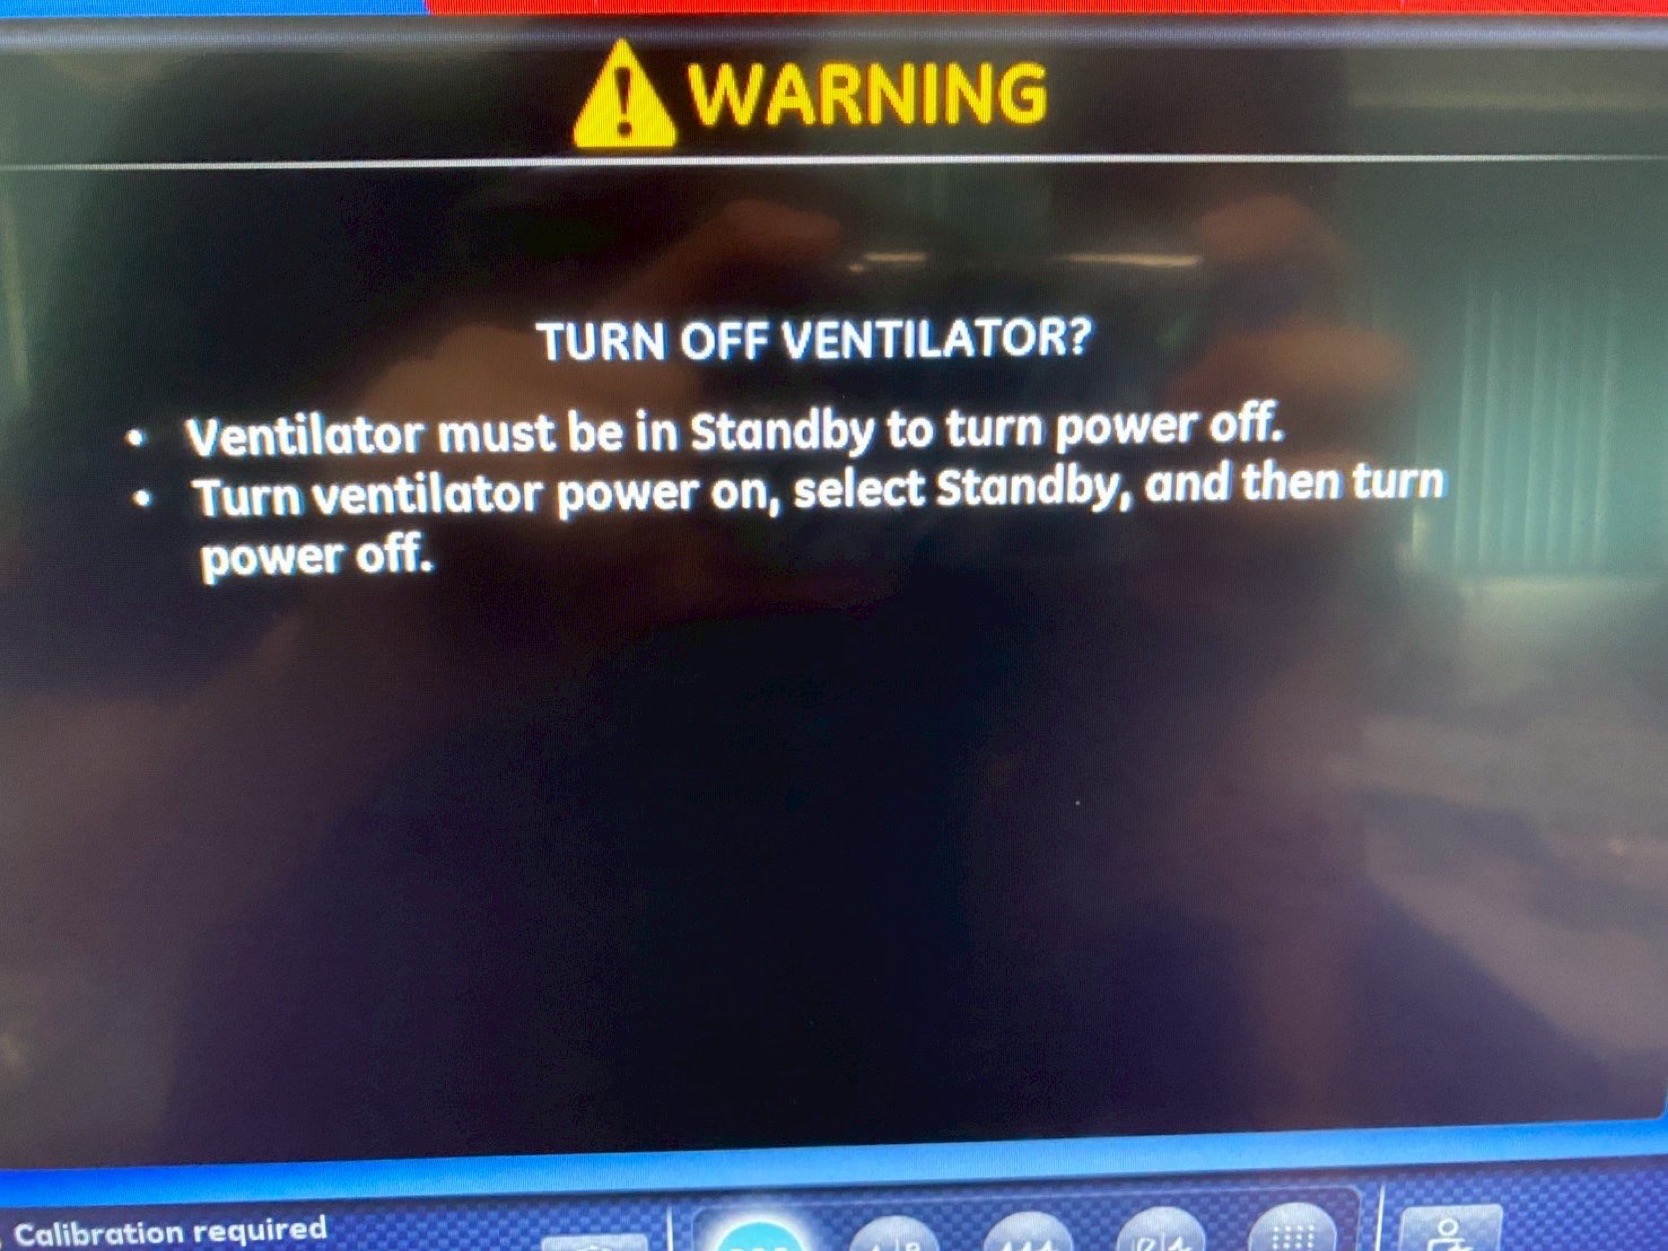 WARNING
TURN OFF VENTILATOR?
• Ventilator must be in Standby to turn power off.
• Turn ventilator power on, select Standby, and then turn
power off.
Calibration required